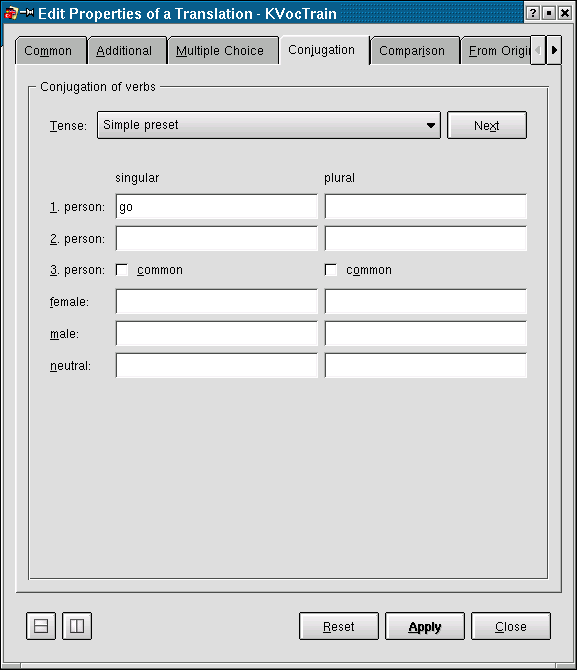 Edit Properties of a Translation - KVocTrain
Common Additional Multiple Choice Conjugation Comparison From Origin
Conjugation of verbs
Tense: Simple preset Next
singular plural
1. person: go
2. person:
3. person: common common
female:
male:
neutral:
Reset Apply Close